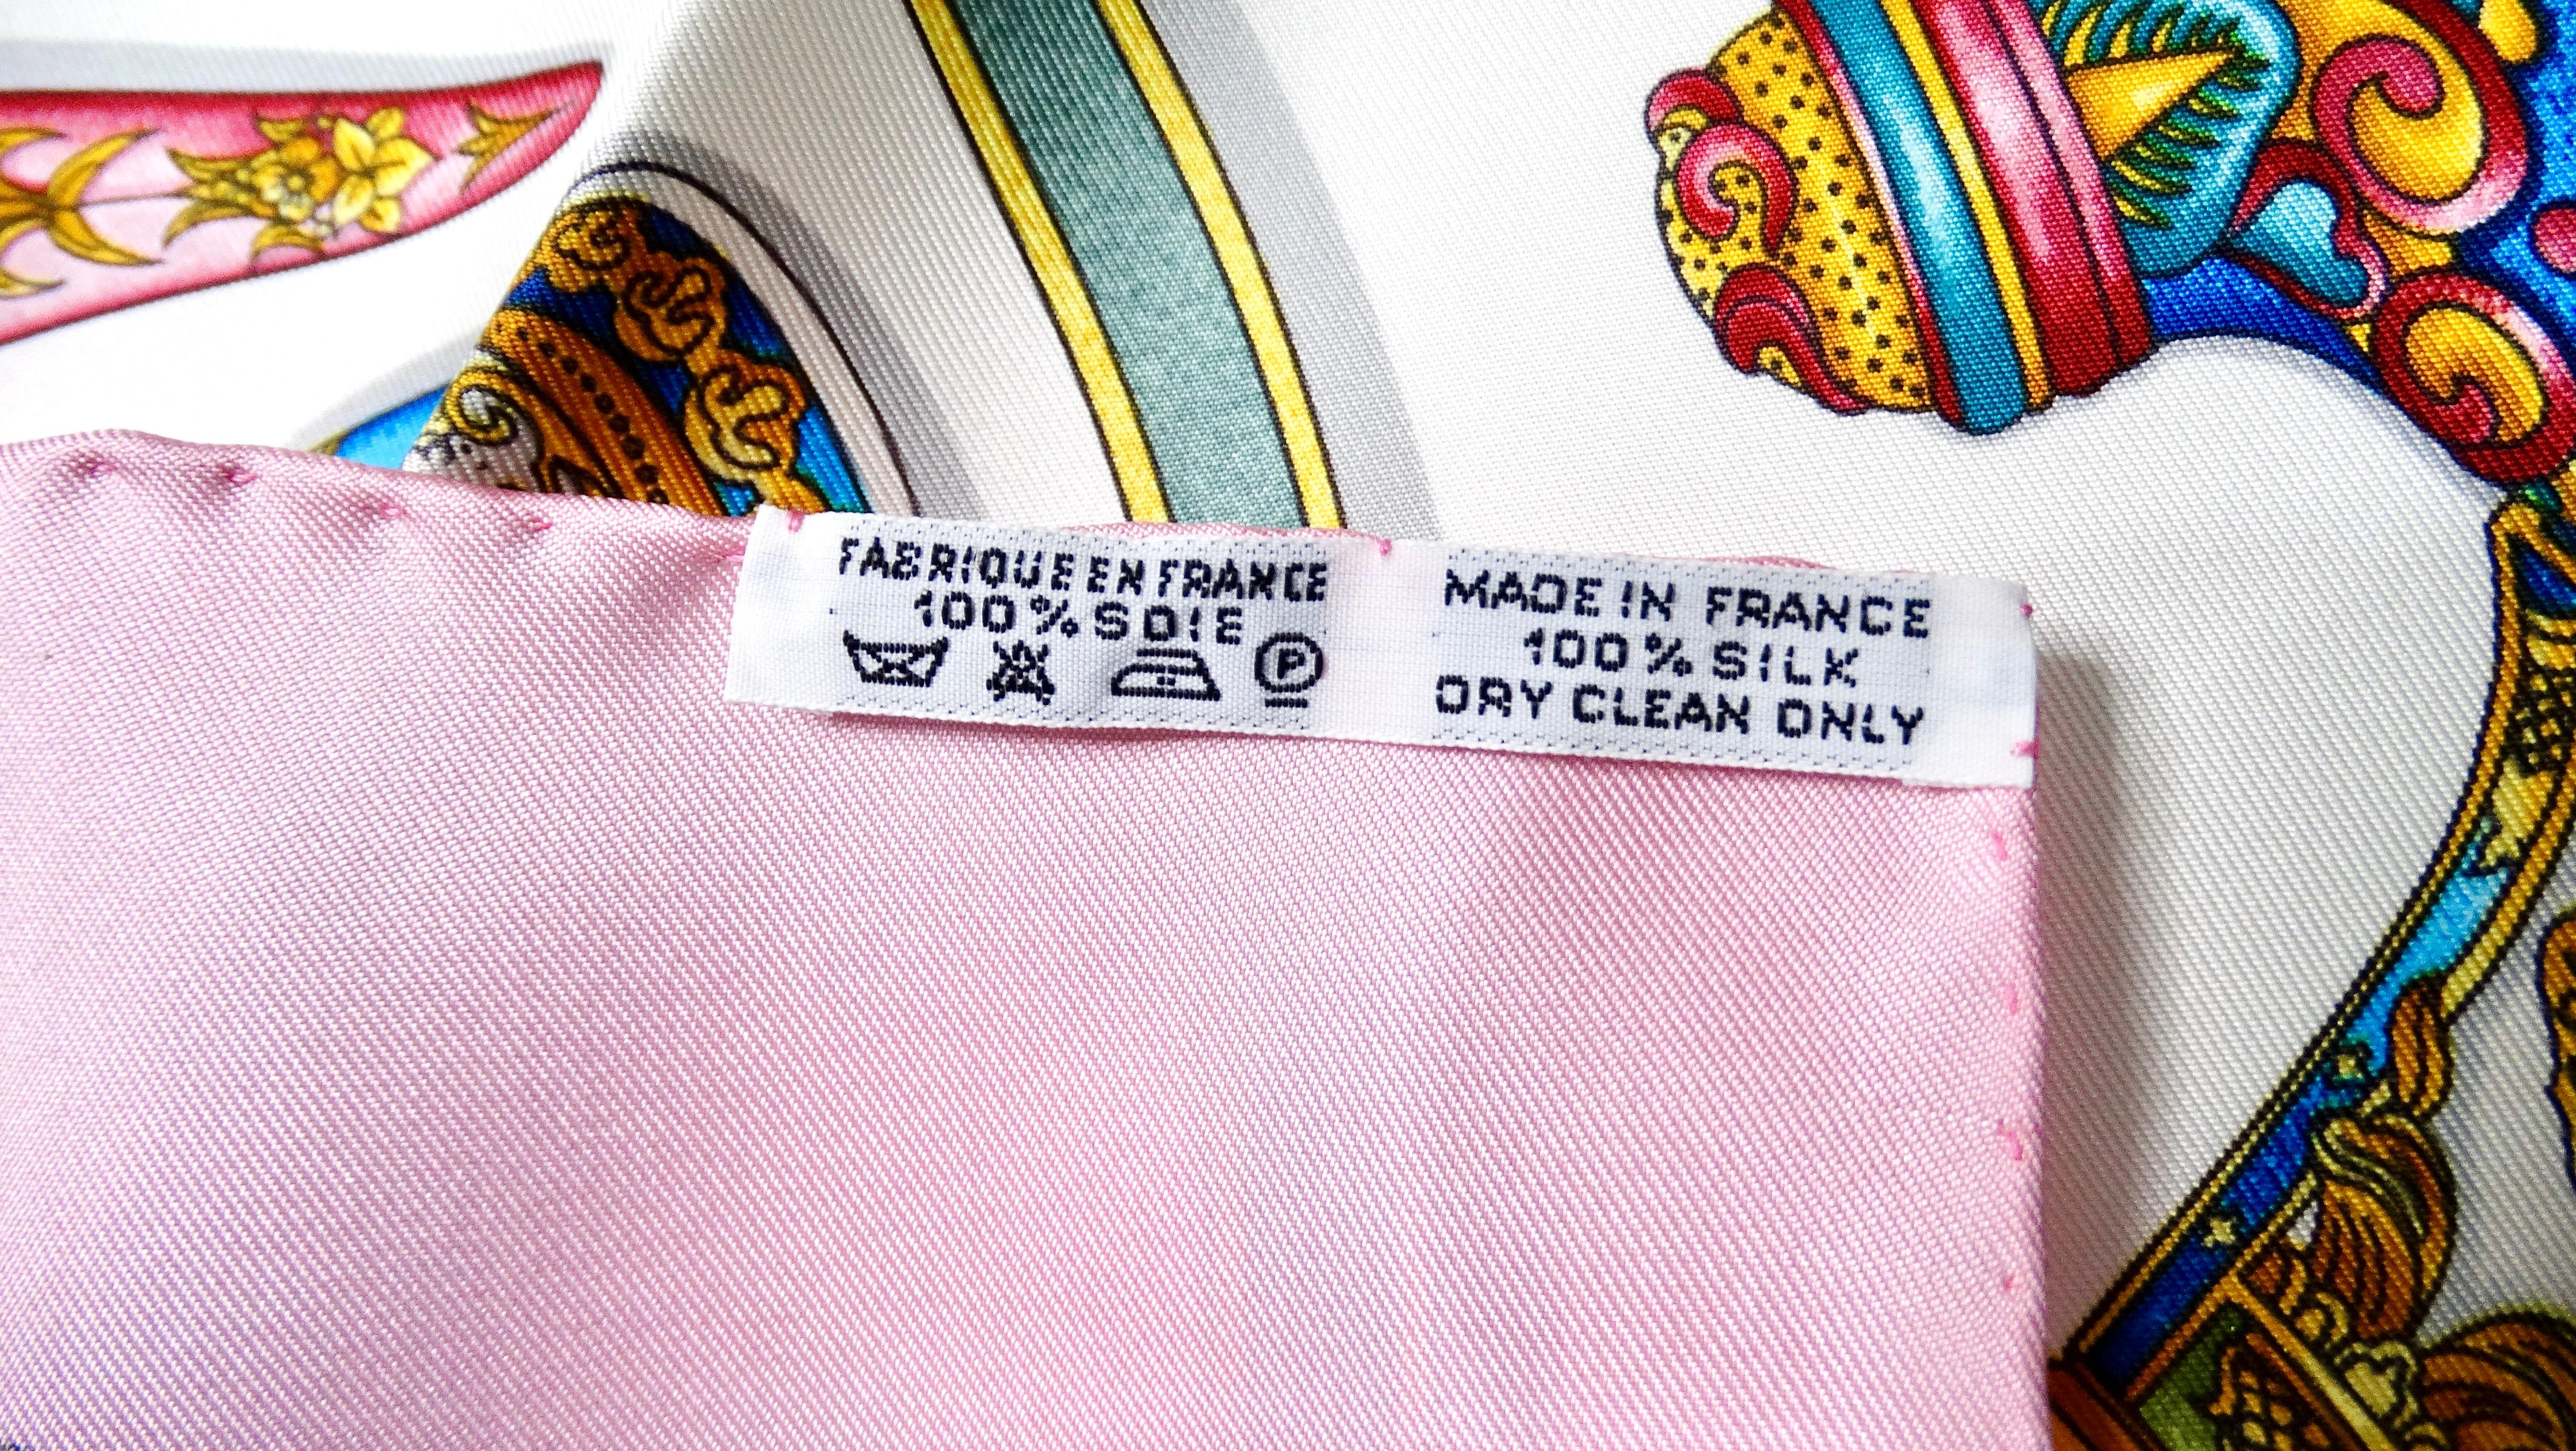 FABRIQUE EN FRANCE
100% SOIE
P
MADE IN FRANCE
100% SILK
DRY CLEAN ONLY